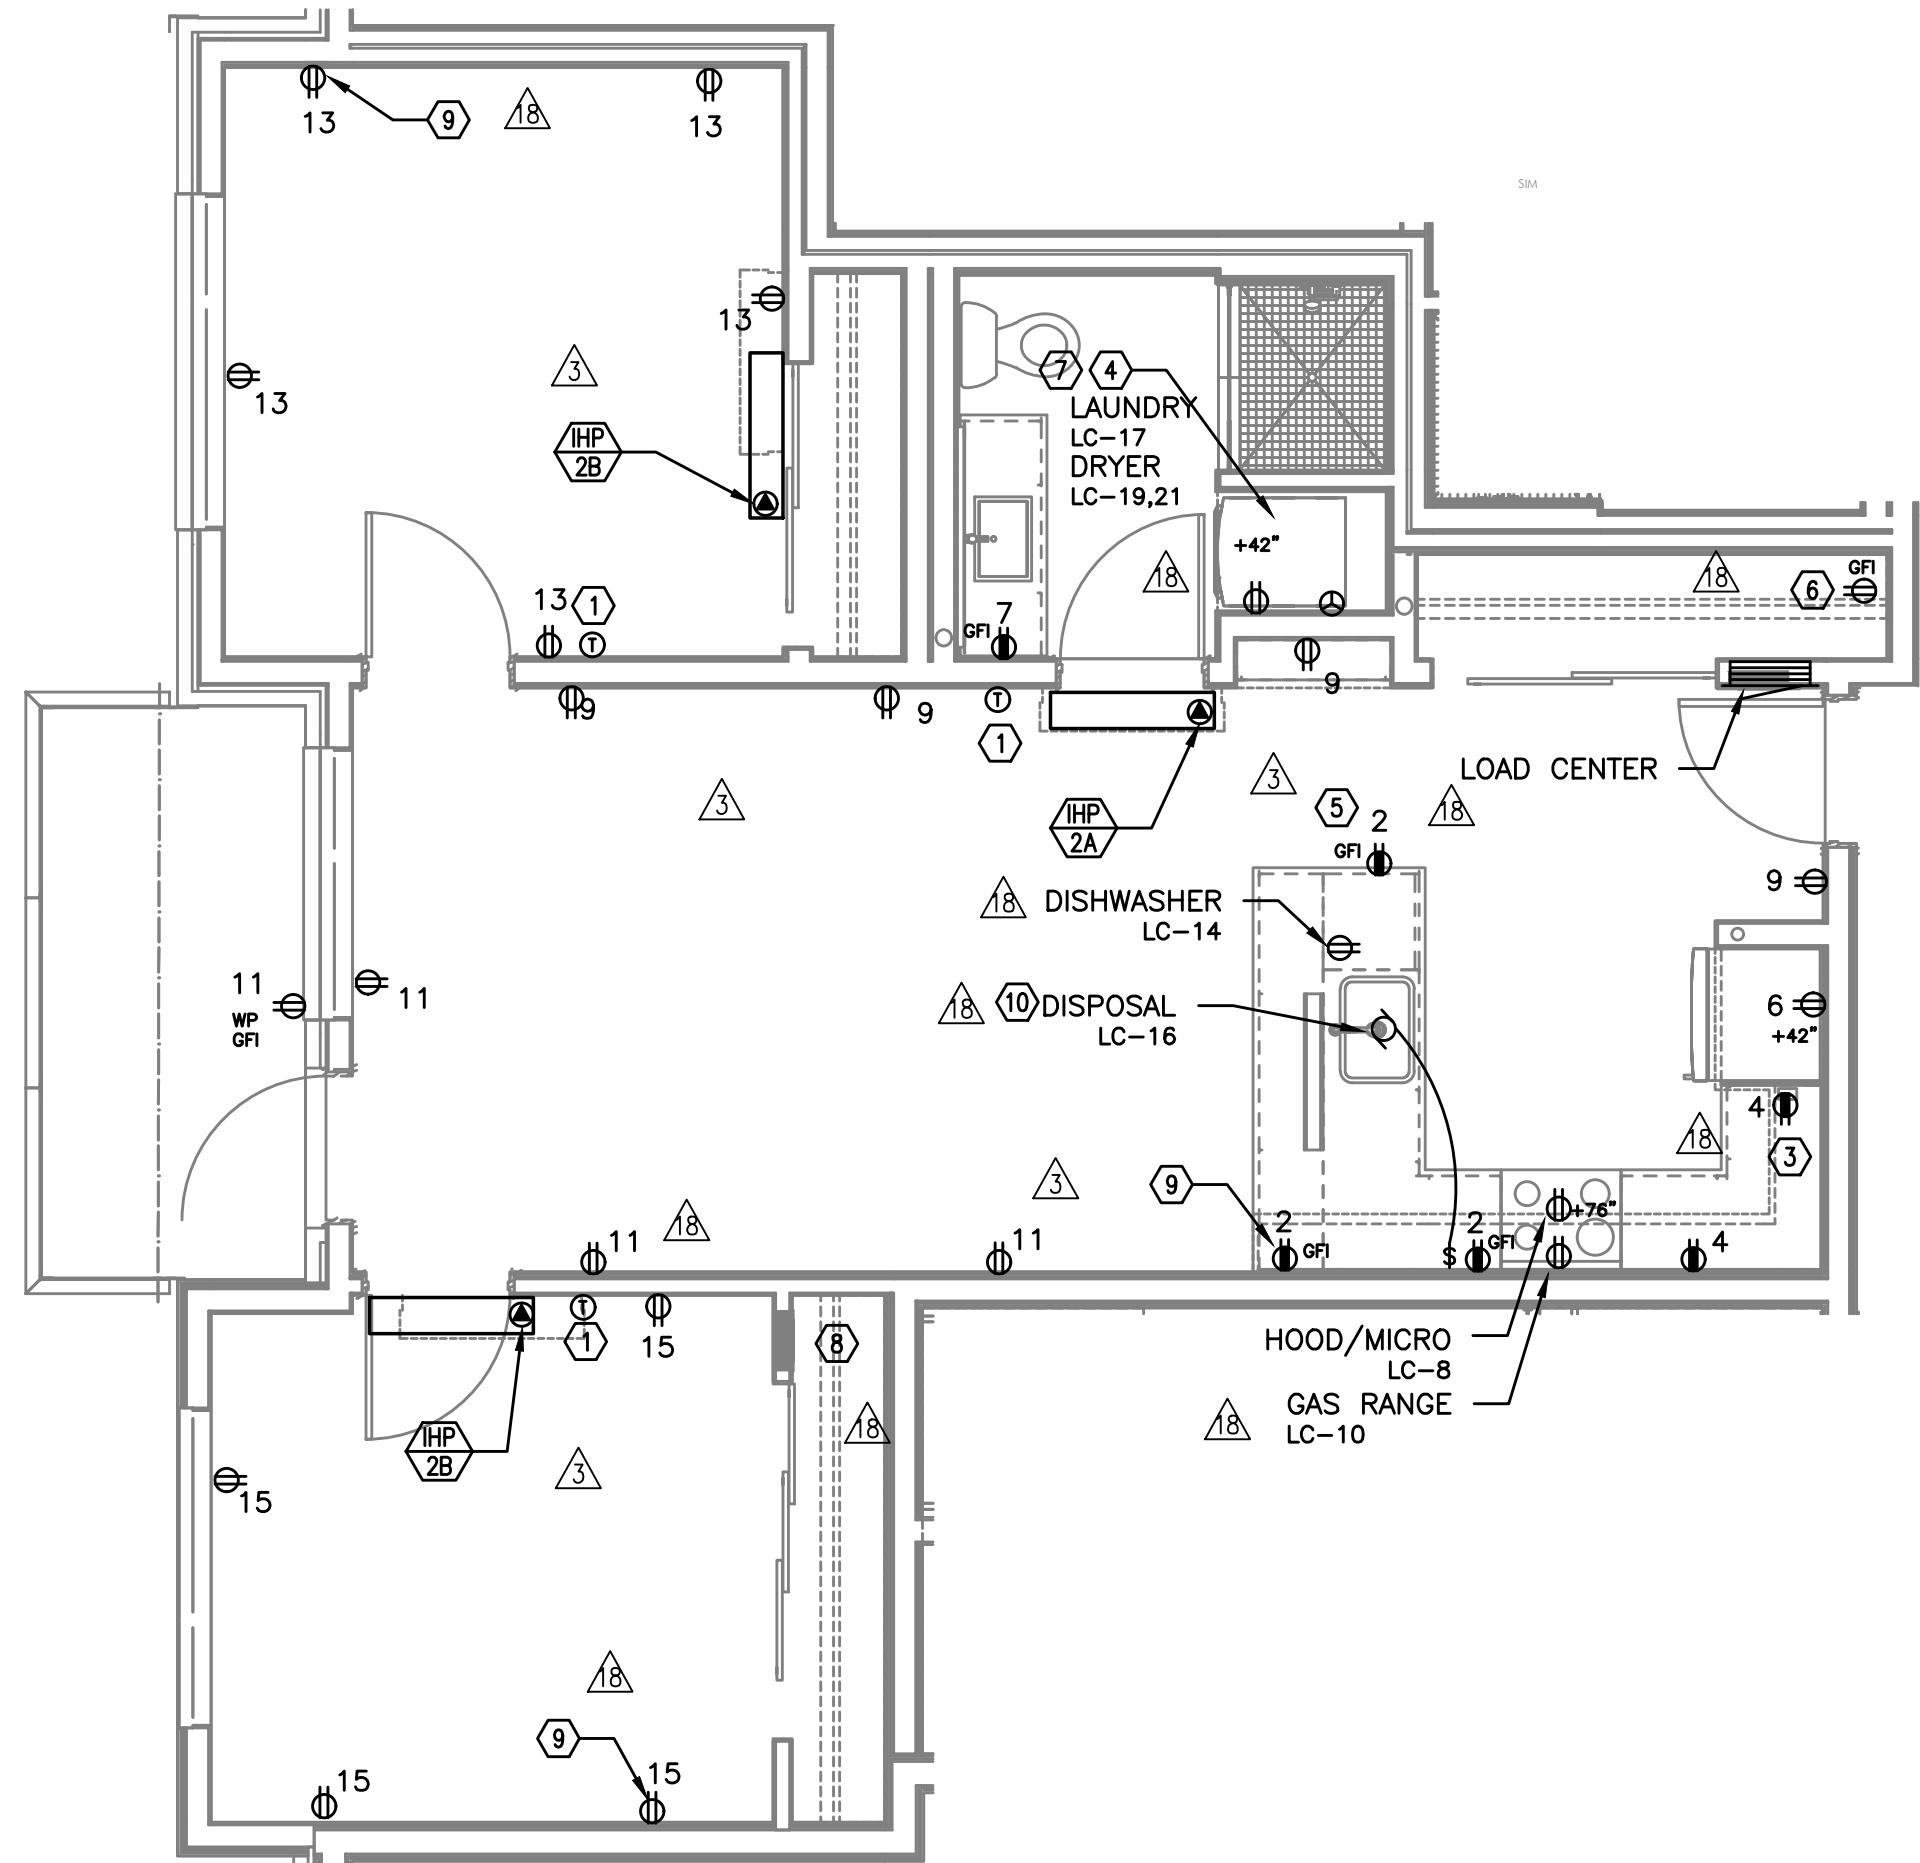 13
9
18
13
SIM
13
3
13
IHP
2B
7
4
LAUNDRY
LC-17
DRYER
LC-19,21
+42"
18
18
6
GFI
13
1
T
7
GFI
9
9
T
1
9
LOAD CENTER
3
3
IHP
2A
5
2
GFI
18
9
18
DISHWASHER
LC-14
11
WP
GFI
11
18
10
DISPOSAL
LC-16
6
+42"
4
18
3
3
9
18
11
11
2
GFI
2
GFI
S
+76"
4
T
1
15
8
HOOD/MICRO
LC-8
GAS RANGE
LC-10
18
18
IHP
2B
3
15
18
9
15
15